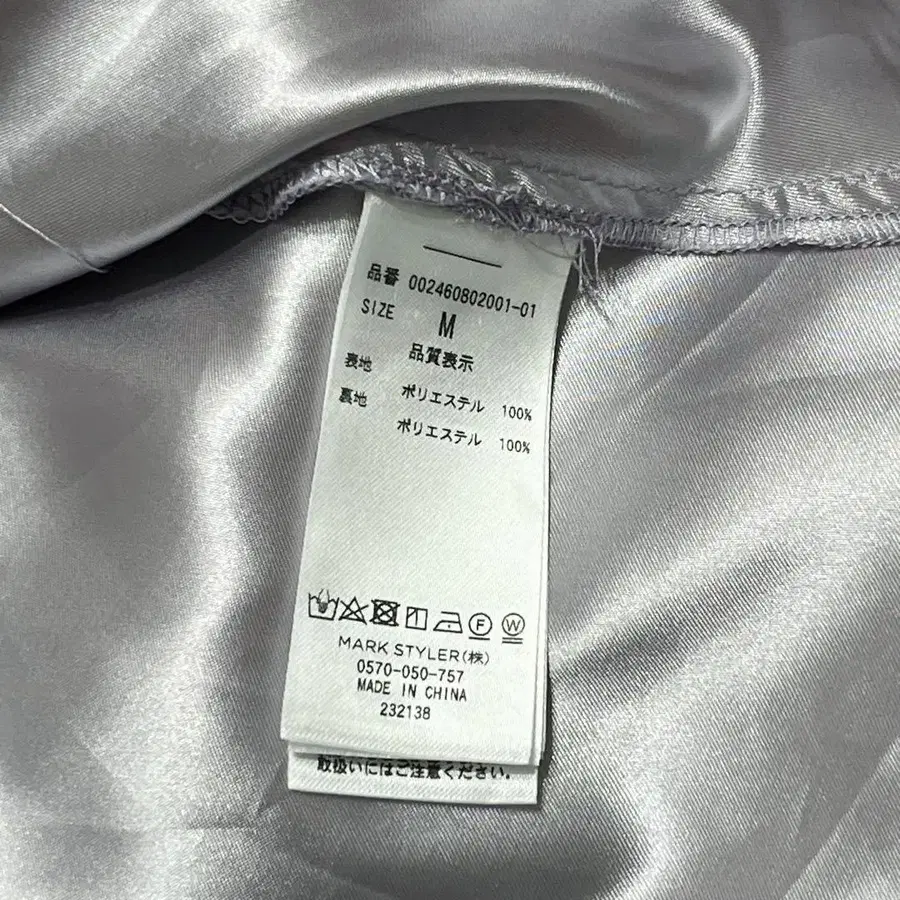 品番 002460802001-01
SIZE M
品質表示
表地 ポリエステル 100%
裏地 ポリエステル 100%
F W
MARK STYLER(株)
0570-050-757
MADE IN CHINA
232138
取扱いにはご注意ください。